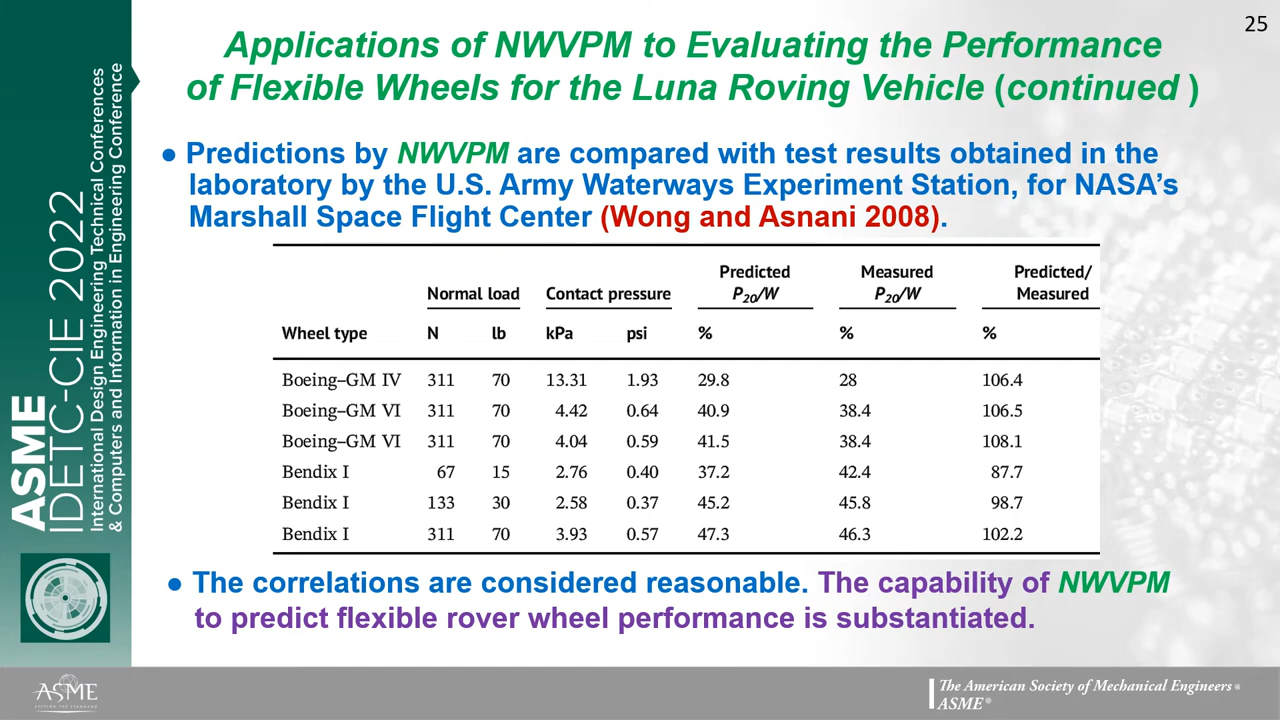 25
Applications of NWVPM to Evaluating the Performance
of Flexible Wheels for the Luna Roving Vehicle (continued )
● Predictions by NWVPM are compared with test results obtained in the
laboratory by the U.S. Army Waterways Experiment Station, for NASA's
Marshall Space Flight Center (Wong and Asnani 2008).
Predicted Measured Predicted/
Normal load Contact pressure P20/W P20/W Measured
Wheel type N lb kPa psi % % %
Boeing–GM IV 311 70 13.31 1.93 29.8 28 106.4
Boeing–GM VI 311 70 4.42 0.64 40.9 38.4 106.5
Boeing–GM VI 311 70 4.04 0.59 41.5 38.4 108.1
Bendix I 67 15 2.76 0.40 37.2 42.4 87.7
Bendix I 133 30 2.58 0.37 45.2 45.8 98.7
Bendix I 311 70 3.93 0.57 47.3 46.3 102.2
● The correlations are considered reasonable. The capability of NWVPM
to predict flexible rover wheel performance is substantiated.
ASME
IDETC-CIE 2022
International Design Engineering Technical Conferences
& Computers and Information in Engineering Conference
ASME
SETTING THE STANDARD
The American Society of Mechanical Engineers ®
ASME ®